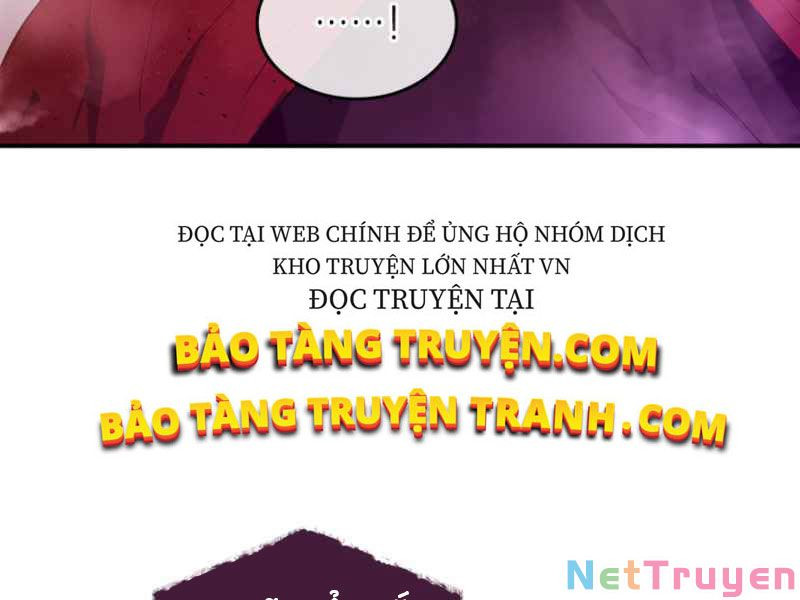 ······!
ĐỌC TẠI WEB CHÍNH ĐỂ ỦNG HỘ NHÓM DỊCH
KHO TRUYỆN LỚN NHẤT VN
ĐỌC TRUYỆN TẠI
BẢO TÀNG TRUYỆN.COM
BẢO TÀNG TRUYỆN TRANH.COM
NetTruyen